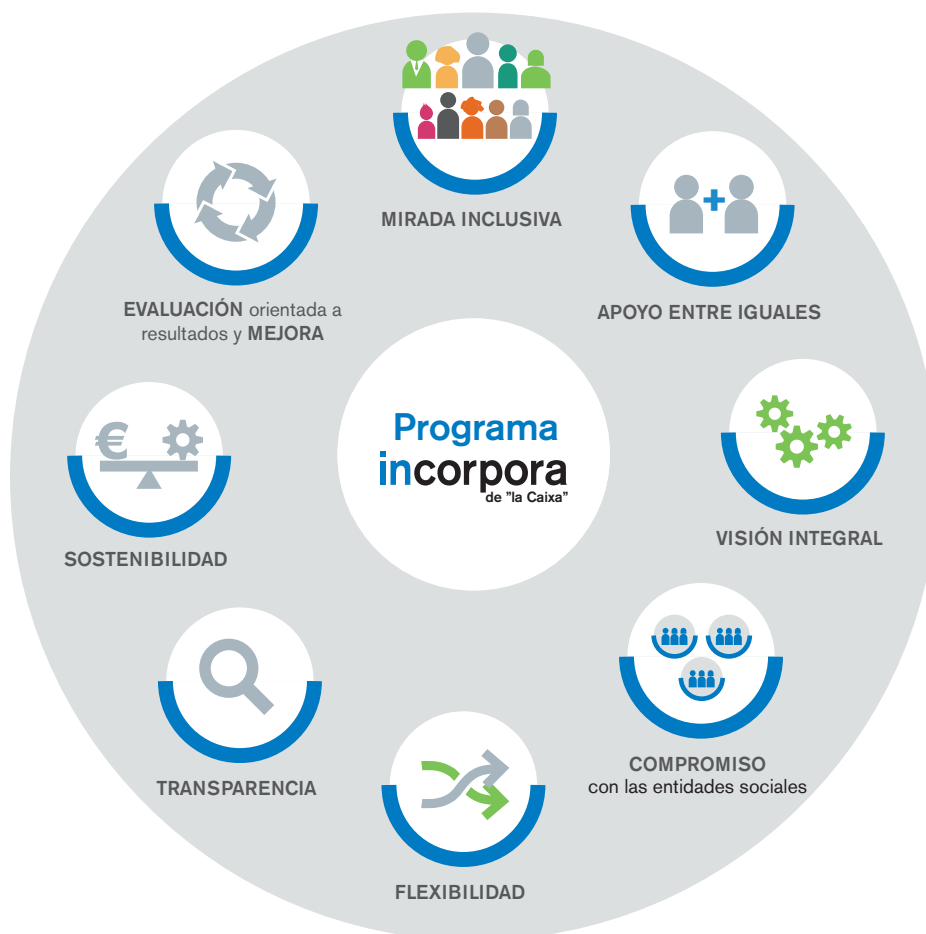 MIRADA INCLUSIVA
APOYO ENTRE IGUALES
VISIÓN INTEGRAL
COMPROMISO
con las entidades sociales
FLEXIBILIDAD
TRANSPARENCIA
€
SOSTENIBILIDAD
EVALUACIÓN orientada a
resultados y MEJORA
Programa
incorpora
de "la Caixa"